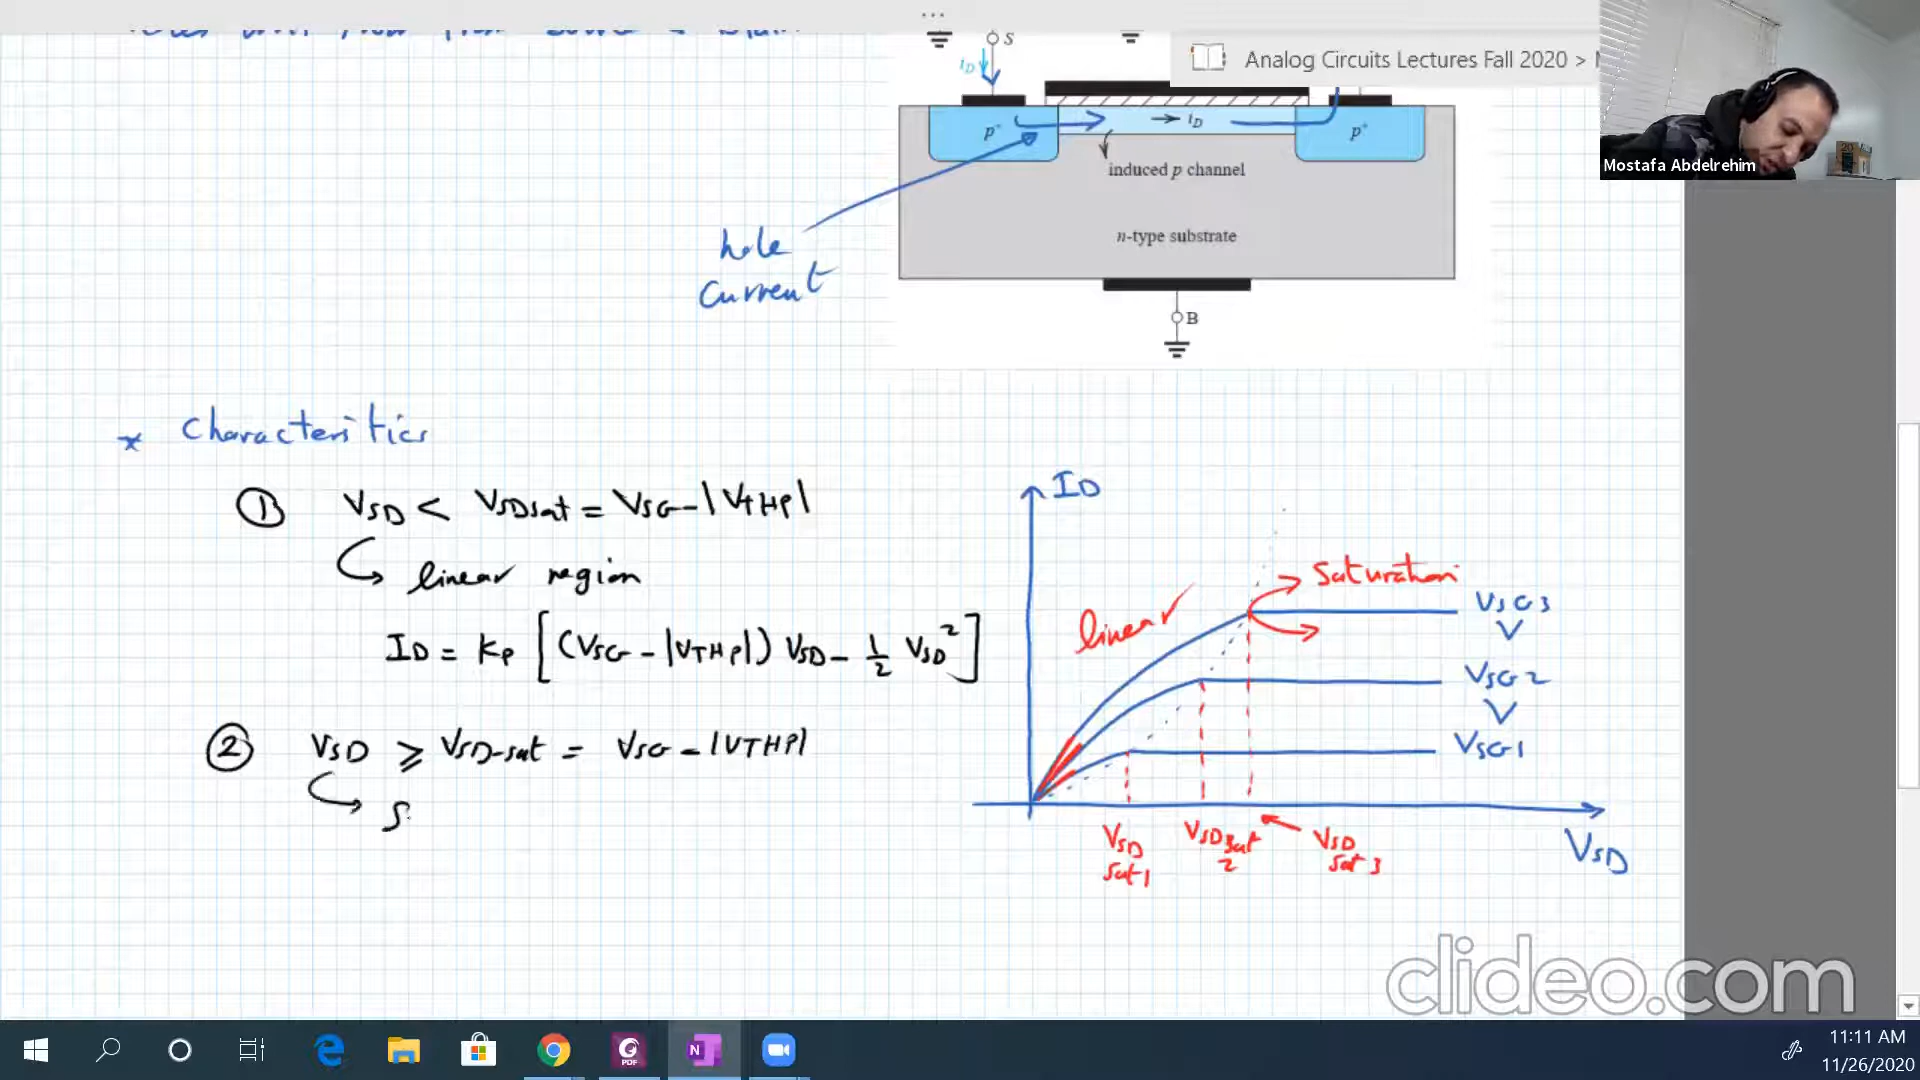 ...
S
Analog Circuits Lectures Fall 2020 >
iD
p+
iD
p+
induced p channel
n-type substrate
B
hole
current
Mostafa Abdelrehim
* Characteristics
① VSD < VSDsat = VSG - |VTHP|
linear region
ID = Kp [(VSG - |VTHP|) VSD - 1/2 VSD²]
② VSD ≥ VSD-sat = VSG - |VTHP|
S
ID
linear
Saturation
VSG3
V
VSG2
V
VSG1
VSD
sat1
VSDsat
2
VSD
sat3
VSD
clideo.com
PDF
N
11:11 AM
11/26/2020